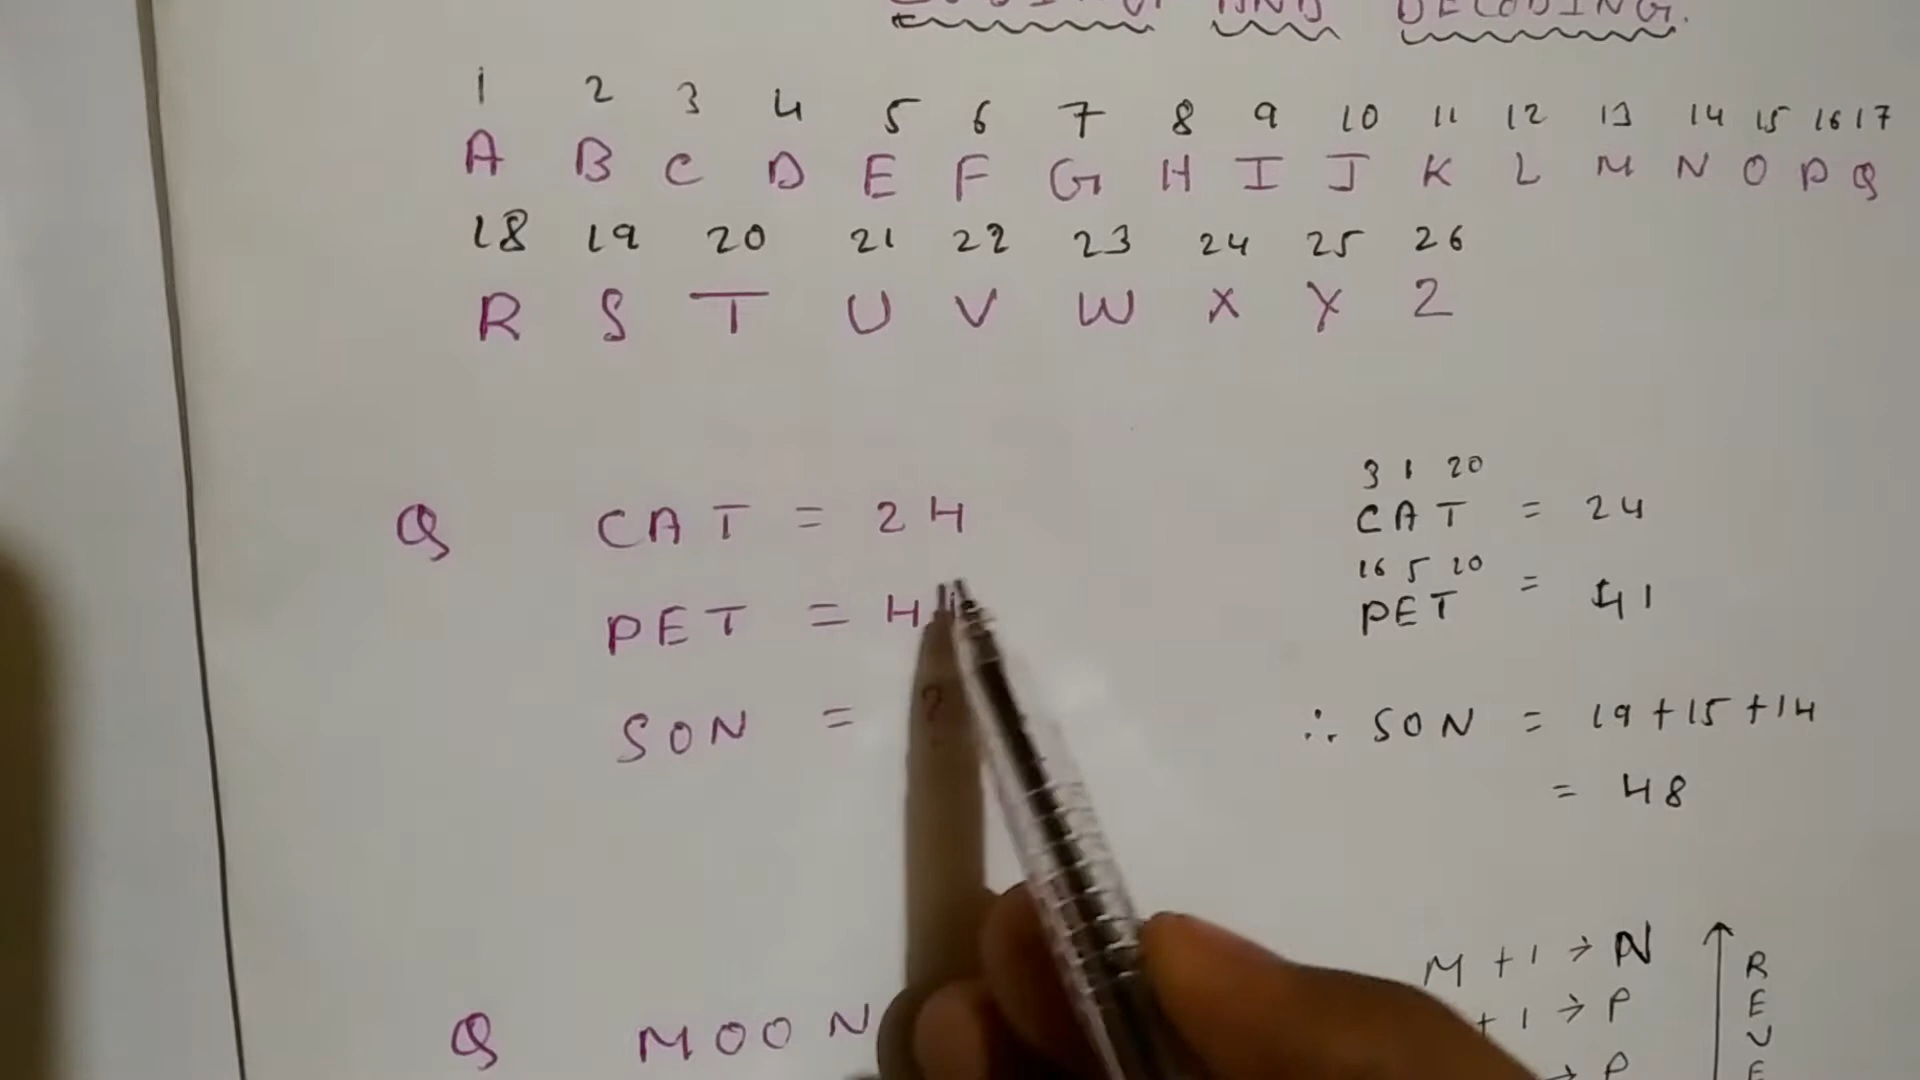 AND DECODING.
1 2 3 4 5 6 7 8 9 10 11 12 13 14 15 16 17
A B C D E F G H I J K L M N O P Q
18 19 20 21 22 23 24 25 26
R S T U V W X Y Z
Q CAT = 24
PET = 41
SON = ?
3 1 20
CAT = 24
16 5 20
PET = 41
∴ SON = 19+15+14
= 48
Q MOON
M +1 → N
+1 → P
→ P